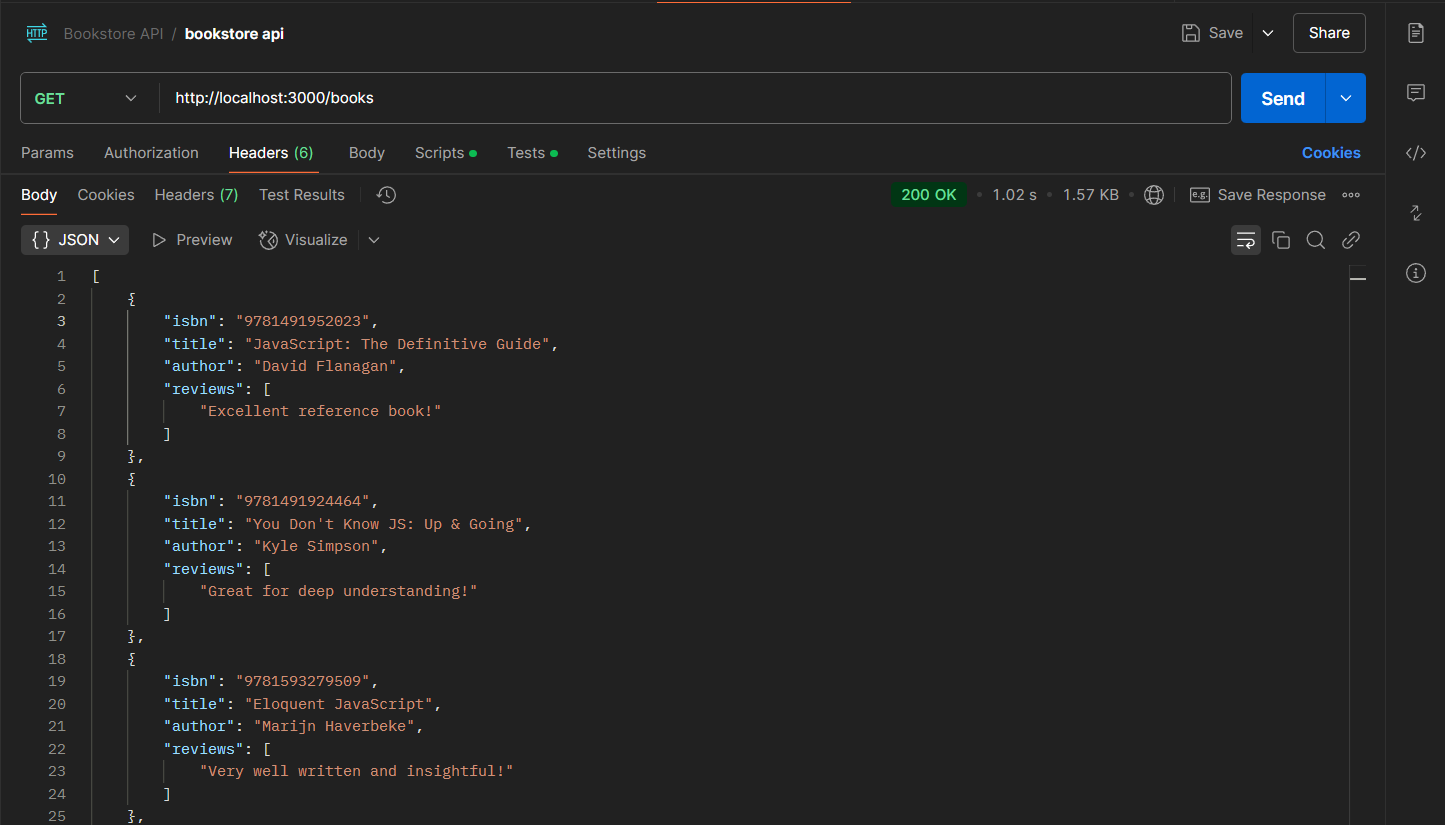 HTTP Bookstore API / bookstore api Save Share
GET http://localhost:3000/books Send
Params Authorization Headers (6) Body Scripts Tests Settings Cookies
Body Cookies Headers (7) Test Results 200 OK • 1.02 s • 1.57 KB • e.g. Save Response
{} JSON Preview Visualize
1 [
2 {
3 "isbn": "9781491952023",
4 "title": "JavaScript: The Definitive Guide",
5 "author": "David Flanagan",
6 "reviews": [
7 "Excellent reference book!"
8 ]
9 },
10 {
11 "isbn": "9781491924464",
12 "title": "You Don't Know JS: Up & Going",
13 "author": "Kyle Simpson",
14 "reviews": [
15 "Great for deep understanding!"
16 ]
17 },
18 {
19 "isbn": "9781593279509",
20 "title": "Eloquent JavaScript",
21 "author": "Marijn Haverbeke",
22 "reviews": [
23 "Very well written and insightful!"
24 ]
25 },